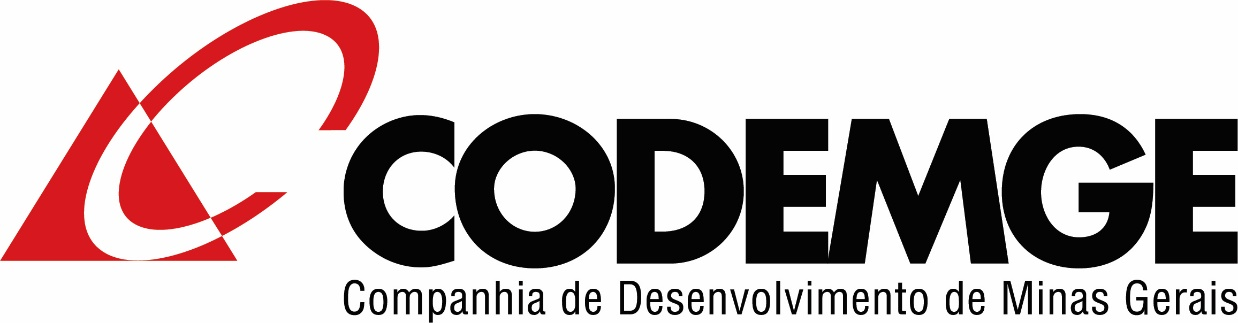 CODEMGE
Companhia de Desenvolvimento de Minas Gerais